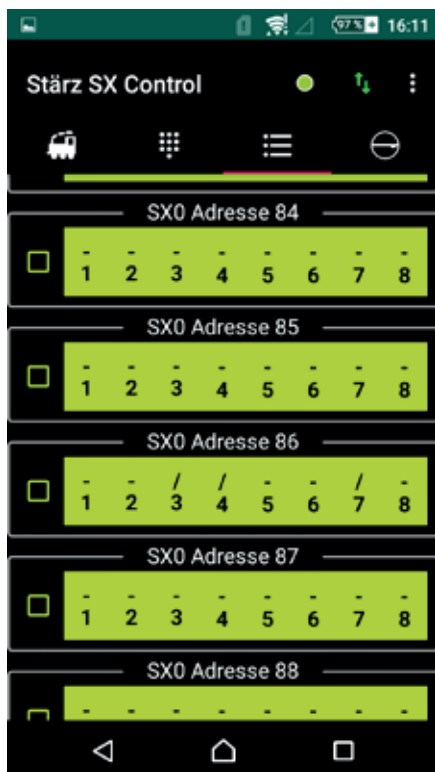 97% 16:11
Stärz SX Control
SX0 Adresse 84
- - - - - - - -
1 2 3 4 5 6 7 8
SX0 Adresse 85
- - - - - - - -
1 2 3 4 5 6 7 8
SX0 Adresse 86
- - / / - - / -
1 2 3 4 5 6 7 8
SX0 Adresse 87
- - - - - - - -
1 2 3 4 5 6 7 8
SX0 Adresse 88
- - - - - - - -